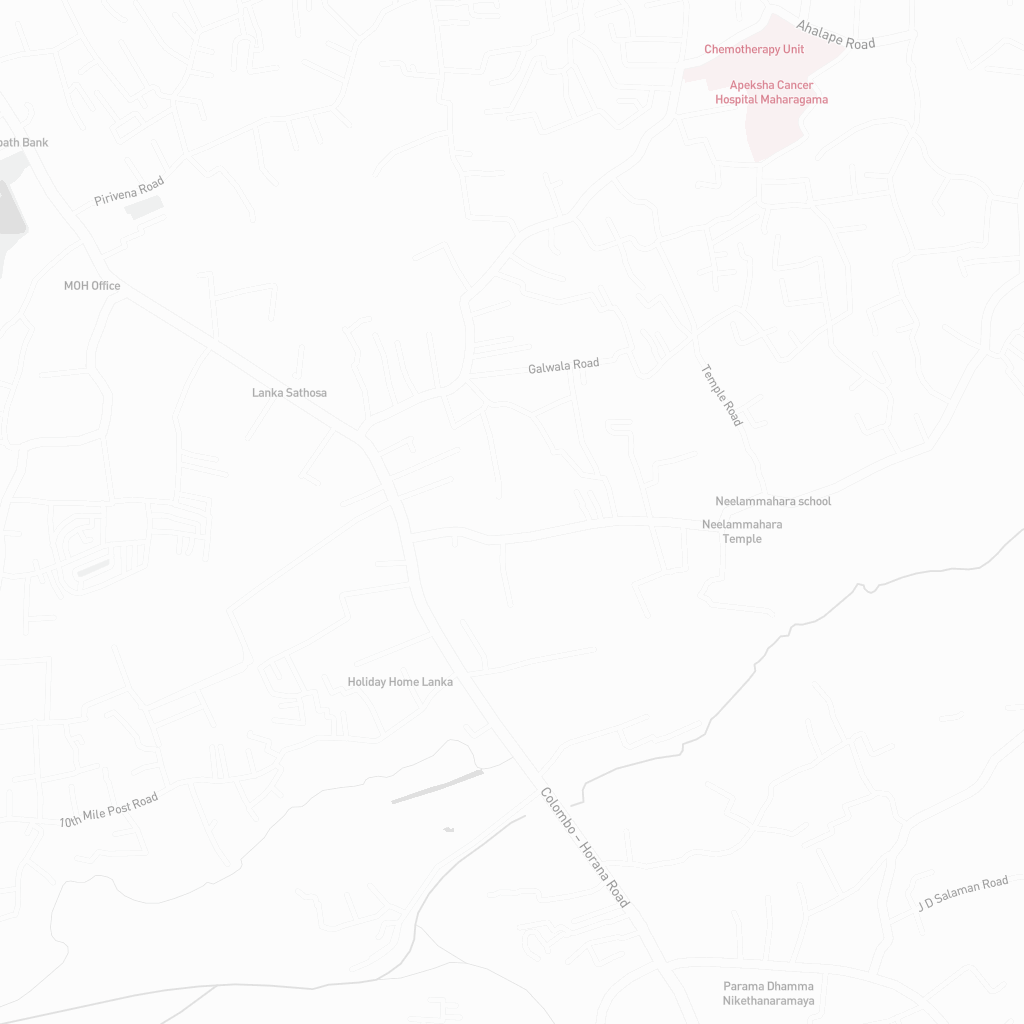 Ahalape Road
Chemotherapy Unit
Apeksha Cancer
Hospital Maharagama
path Bank
Pirivena Road
MOH Office
Galwala Road
Lanka Sathosa
Temple Road
Neelammahara school
Neelammahara
Temple
Holiday Home Lanka
10th Mile Post Road
Colombo – Horana Road
J D Salaman Road
Parama Dhamma
Nikethanaramaya